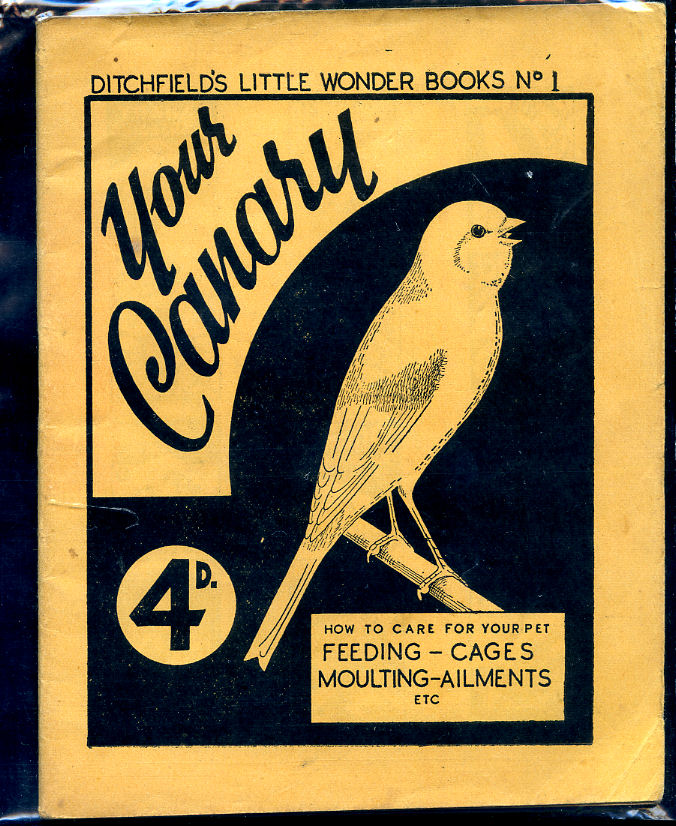 DITCHFIELD'S LITTLE WONDER BOOKS Nº 1
Your
Canary
4D.
HOW TO CARE FOR YOUR PET
FEEDING - CAGES
MOULTING-AILMENTS
ETC